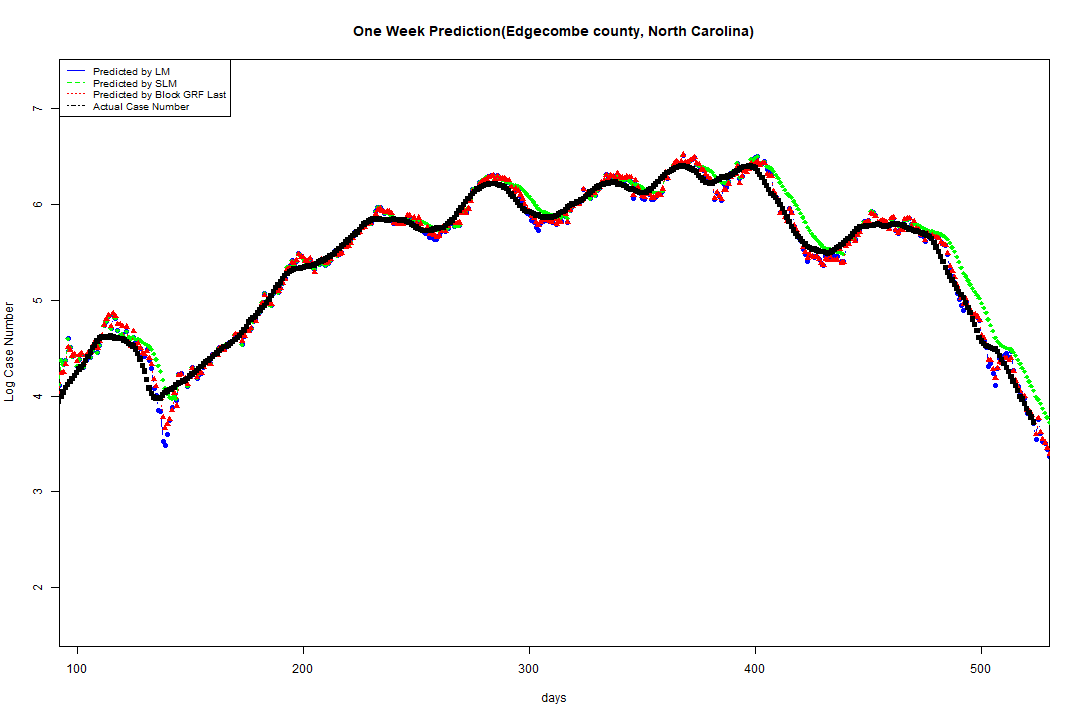 One Week Prediction(Edgecombe county, North Carolina)
Predicted by LM
Predicted by SLM
Predicted by Block GRF Last
Actual Case Number
7
6
5
4
3
2
Log Case Number
100 200 300 400 500
days